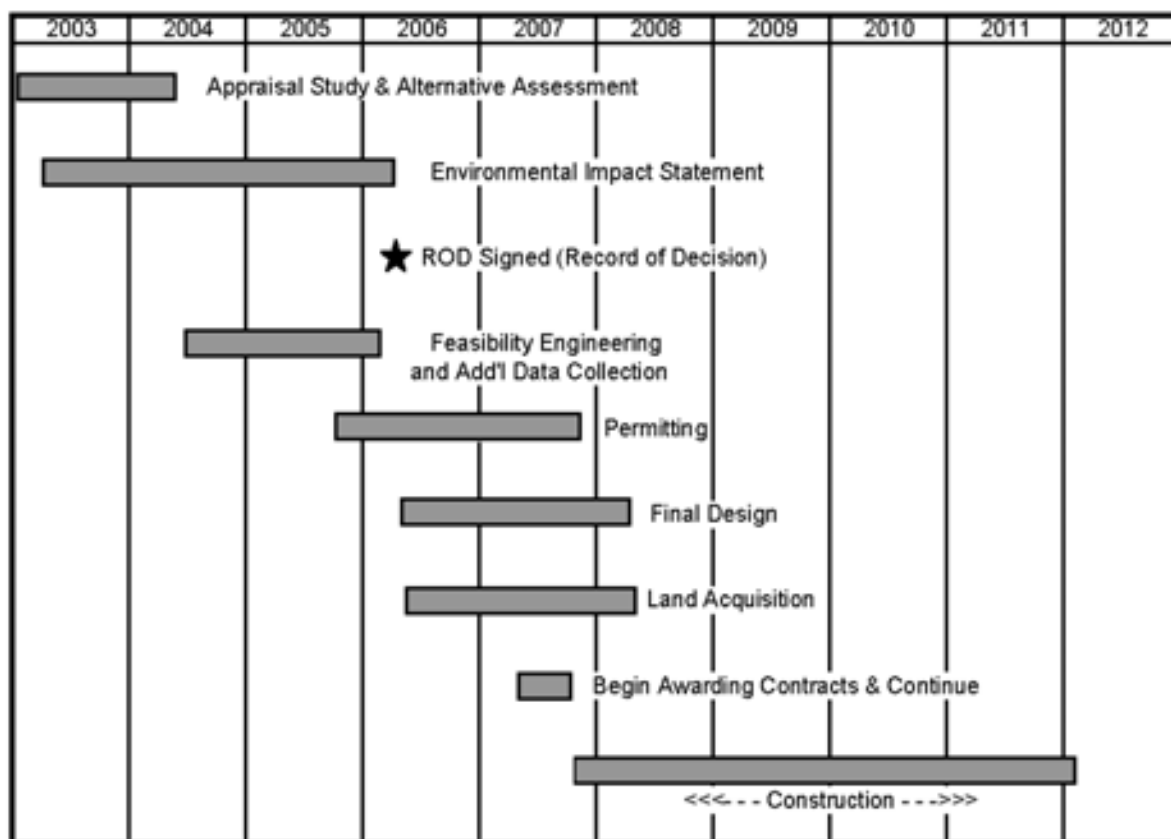 2003 2004 2005 2006 2007 2008 2009 2010 2011 2012
Appraisal Study & Alternative Assessment
Environmental Impact Statement
ROD Signed (Record of Decision)
Feasibility Engineering
and Add'l Data Collection
Permitting
Final Design
Land Acquisition
Begin Awarding Contracts & Continue
<<<- - - Construction - - ->>>